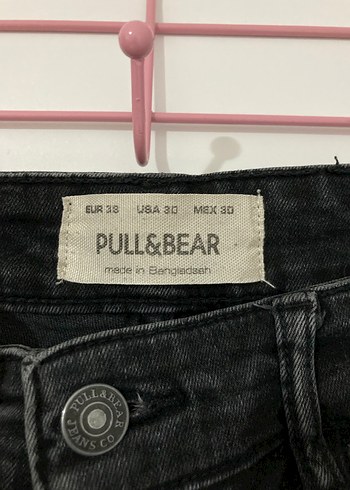 EUR 38 USA 30 MEX 30
PULL&BEAR
made in Bangladesh
PULL&BEAR
JEANS CO